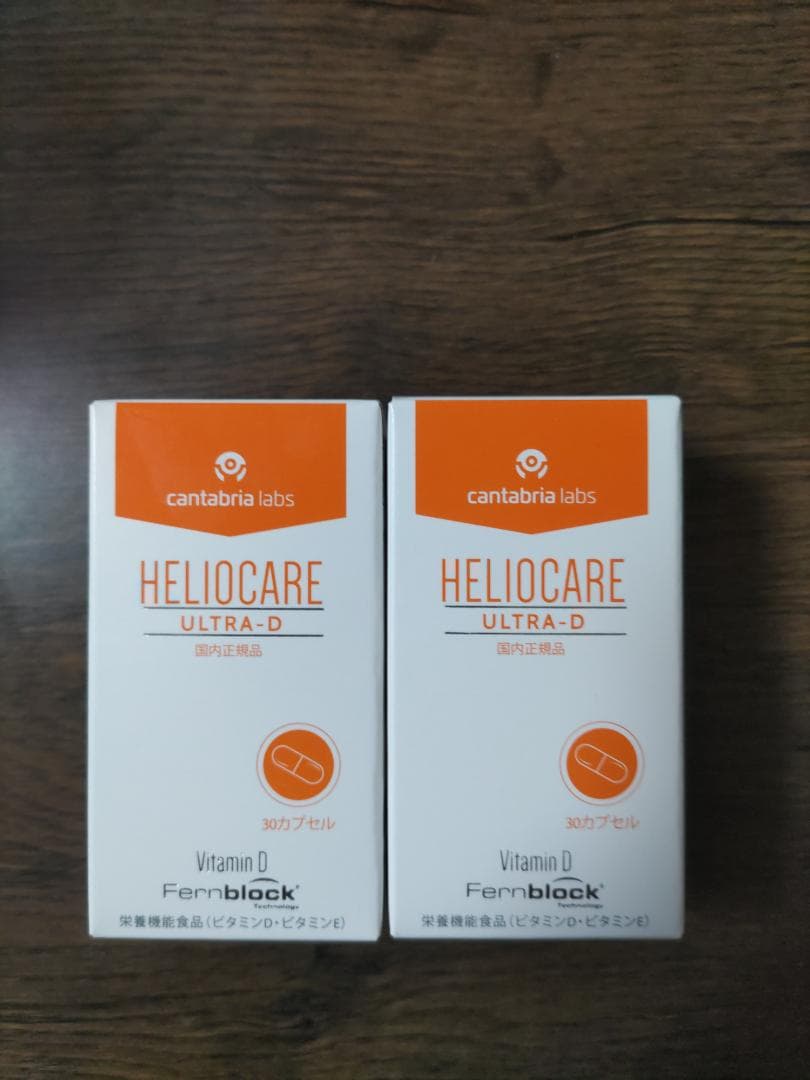 cantabria labs
HELIOCARE
ULTRA-D
国内正規品
30カプセル
Vitamin D
Fernblock®
Technology
栄養機能食品(ビタミンD・ビタミンE)
cantabria labs
HELIOCARE
ULTRA-D
国内正規品
30カプセル
Vitamin D
Fernblock®
Technology
栄養機能食品(ビタミンD・ビタミンE)